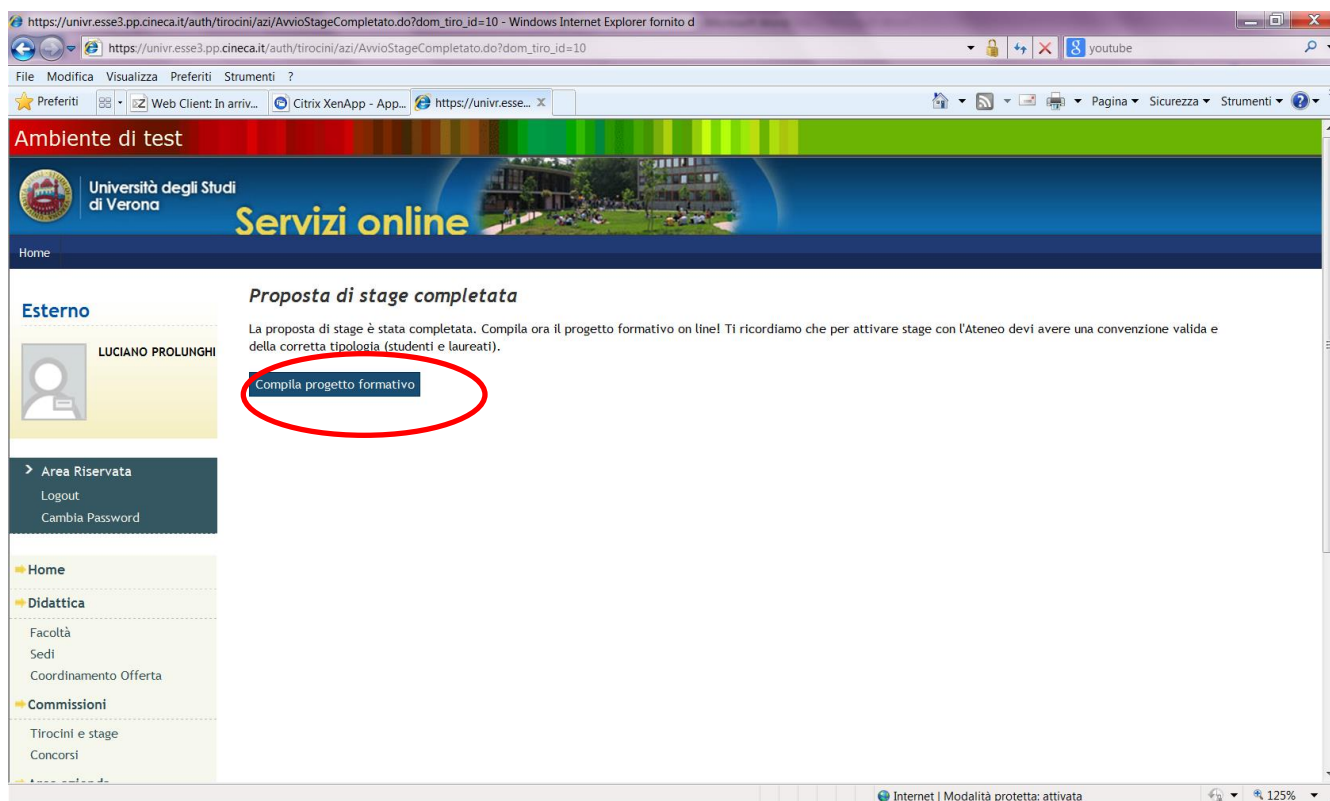 https://univr.esse3.pp.cineca.it/auth/tirocini/azi/AvvioStageCompletato.do?dom_tiro_id=10 - Windows Internet Explorer fornito d
https://univr.esse3.pp.cineca.it/auth/tirocini/azi/AvvioStageCompletato.do?dom_tiro_id=10
youtube
File Modifica Visualizza Preferiti Strumenti ?
Preferiti Web Client: In arriv... Citrix XenApp - App... https://univr.esse... X Pagina Sicurezza Strumenti
Ambiente di test
Università degli Studi
di Verona
Servizi online
Home
Esterno
LUCIANO PROLUNGHI
Proposta di stage completata
La proposta di stage è stata completata. Compila ora il progetto formativo on line! Ti ricordiamo che per attivare stage con l'Ateneo devi avere una convenzione valida e
della corretta tipologia (studenti e laureati).
Compila progetto formativo
> Area Riservata
Logout
Cambia Password
Home
Didattica
Facoltà
Sedi
Coordinamento Offerta
Commissioni
Tirocini e stage
Concorsi
Internet | Modalità protetta: attivata 125%